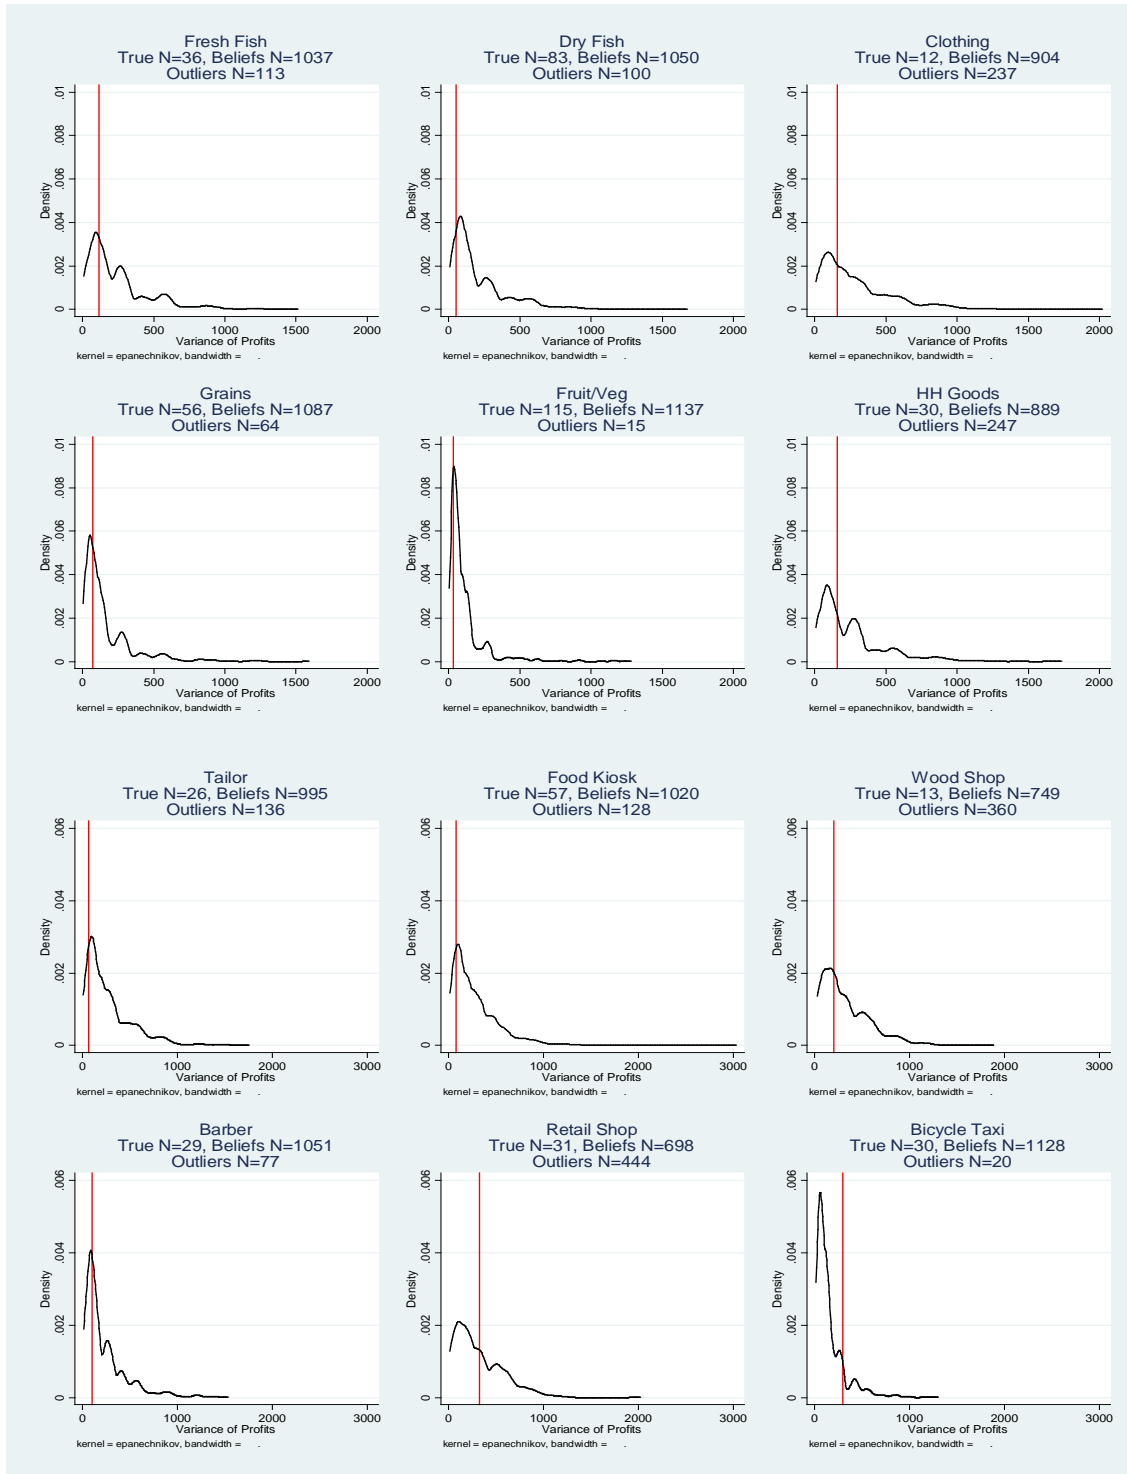 Fresh Fish
True N=36, Beliefs N=1037
Outliers N=113
Density
0 .002 .004 .006 .008 .01
0 500 1000 1500 2000
Variance of Profits
kernel = epanechnikov, bandwidth = .
Dry Fish
True N=83, Beliefs N=1050
Outliers N=100
Density
0 .002 .004 .006 .008 .01
0 500 1000 1500 2000
Variance of Profits
kernel = epanechnikov, bandwidth = .
Clothing
True N=12, Beliefs N=904
Outliers N=237
Density
0 .002 .004 .006 .008 .01
0 500 1000 1500 2000
Variance of Profits
kernel = epanechnikov, bandwidth = .
Grains
True N=56, Beliefs N=1087
Outliers N=64
Density
0 .002 .004 .006 .008 .01
0 500 1000 1500 2000
Variance of Profits
kernel = epanechnikov, bandwidth = .
Fruit/Veg
True N=115, Beliefs N=1137
Outliers N=15
Density
0 .002 .004 .006 .008 .01
0 500 1000 1500 2000
Variance of Profits
kernel = epanechnikov, bandwidth = .
HH Goods
True N=30, Beliefs N=889
Outliers N=247
Density
0 .002 .004 .006 .008 .01
0 500 1000 1500 2000
Variance of Profits
kernel = epanechnikov, bandwidth = .
Tailor
True N=26, Beliefs N=995
Outliers N=136
Density
0 .002 .004 .006
0 1000 2000 3000
Variance of Profits
kernel = epanechnikov, bandwidth = .
Food Kiosk
True N=57, Beliefs N=1020
Outliers N=128
Density
0 .002 .004 .006
0 1000 2000 3000
Variance of Profits
kernel = epanechnikov, bandwidth = .
Wood Shop
True N=13, Beliefs N=749
Outliers N=360
Density
0 .002 .004 .006
0 1000 2000 3000
Variance of Profits
kernel = epanechnikov, bandwidth = .
Barber
True N=29, Beliefs N=1051
Outliers N=77
Density
0 .002 .004 .006
0 1000 2000 3000
Variance of Profits
kernel = epanechnikov, bandwidth = .
Retail Shop
True N=31, Beliefs N=698
Outliers N=444
Density
0 .002 .004 .006
0 1000 2000 3000
Variance of Profits
kernel = epanechnikov, bandwidth = .
Bicycle Taxi
True N=30, Beliefs N=1128
Outliers N=20
Density
0 .002 .004 .006
0 1000 2000 3000
Variance of Profits
kernel = epanechnikov, bandwidth = .